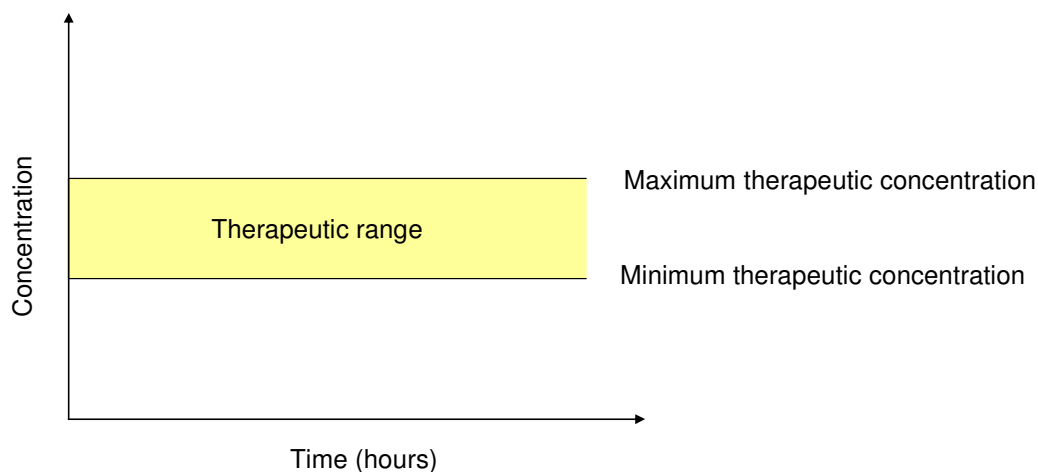 Maximum therapeutic concentration
Therapeutic range
Minimum therapeutic concentration
Concentration
Time (hours)